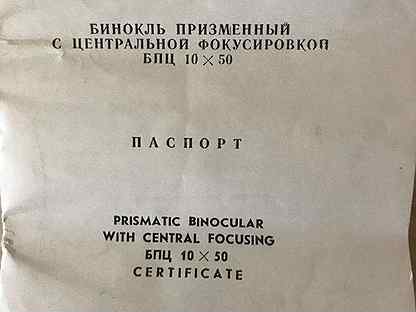 БИНОКЛЬ ПРИЗМЕННЫЙ
С ЦЕНТРАЛЬНОЙ ФОКУСИРОВКОЙ
БПЦ 10 × 50
ПАСПОРТ
PRISMATIC BINOCULAR
WITH CENTRAL FOCUSING
БПЦ 10 × 50
CERTIFICATE